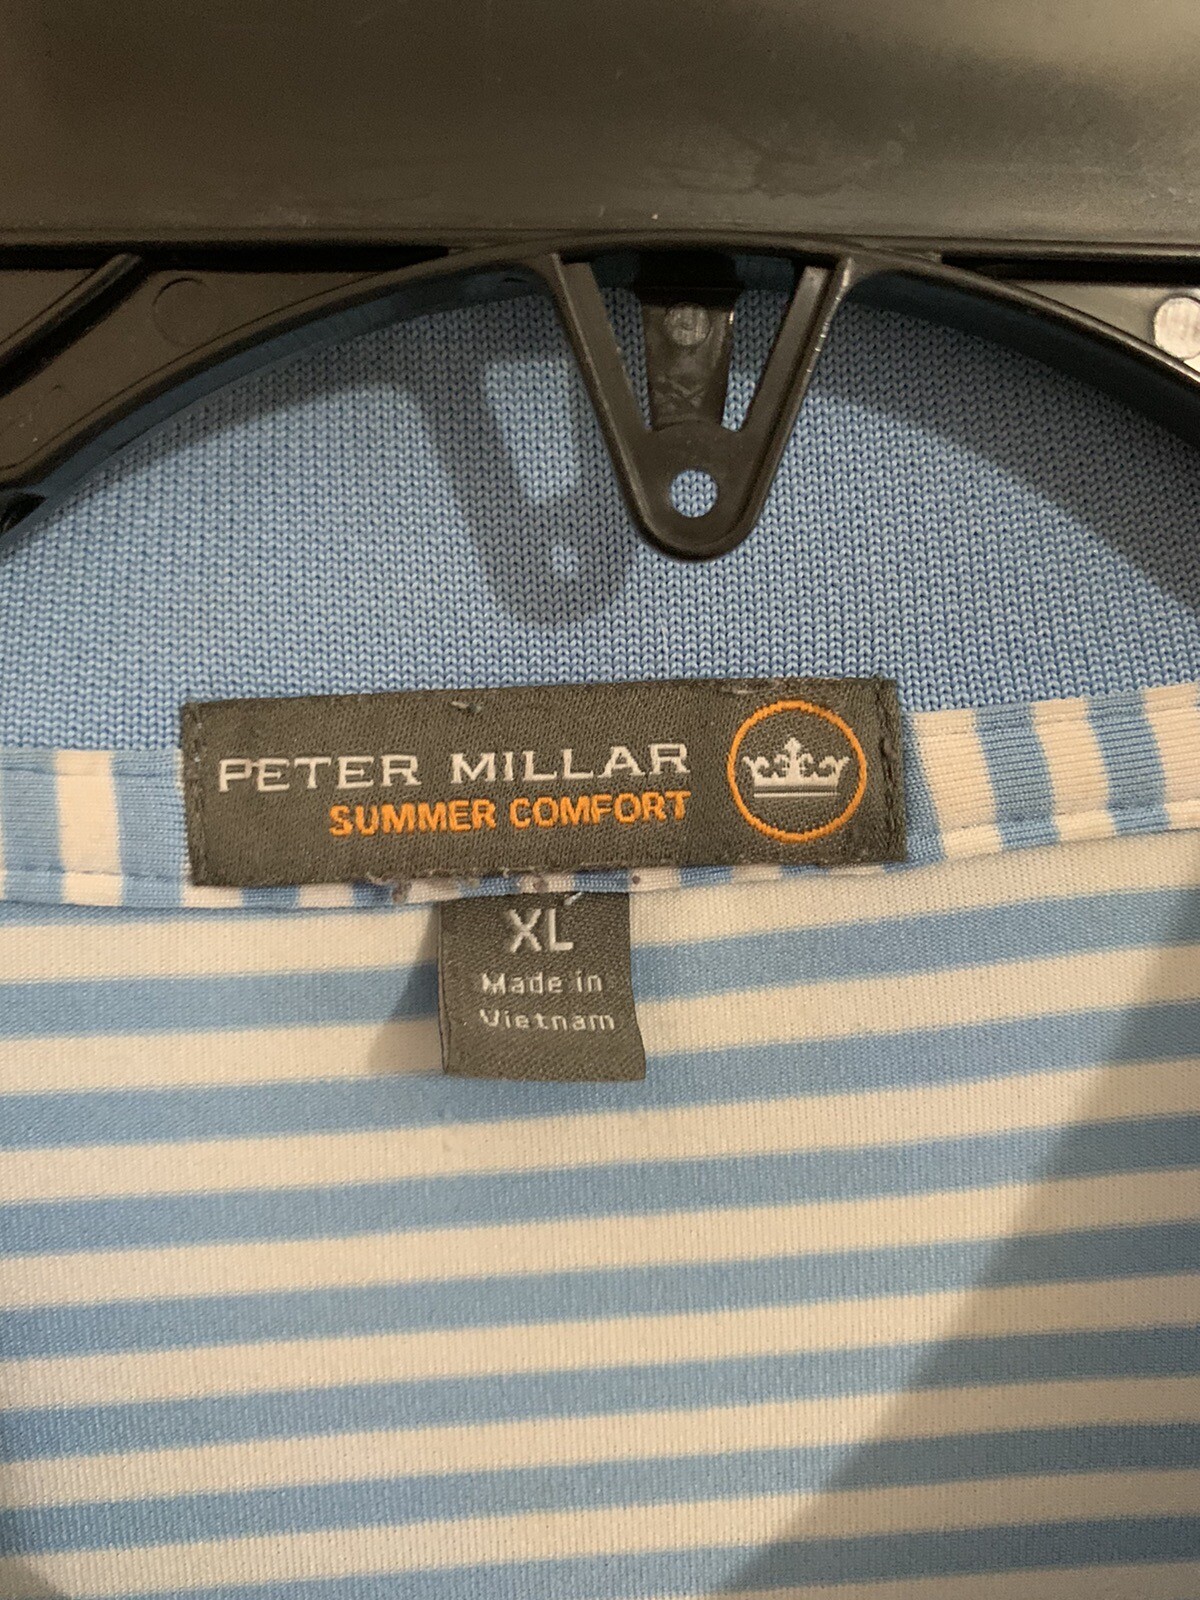 PETER MILLAR
SUMMER COMFORT
XL
Made in
Vietnam